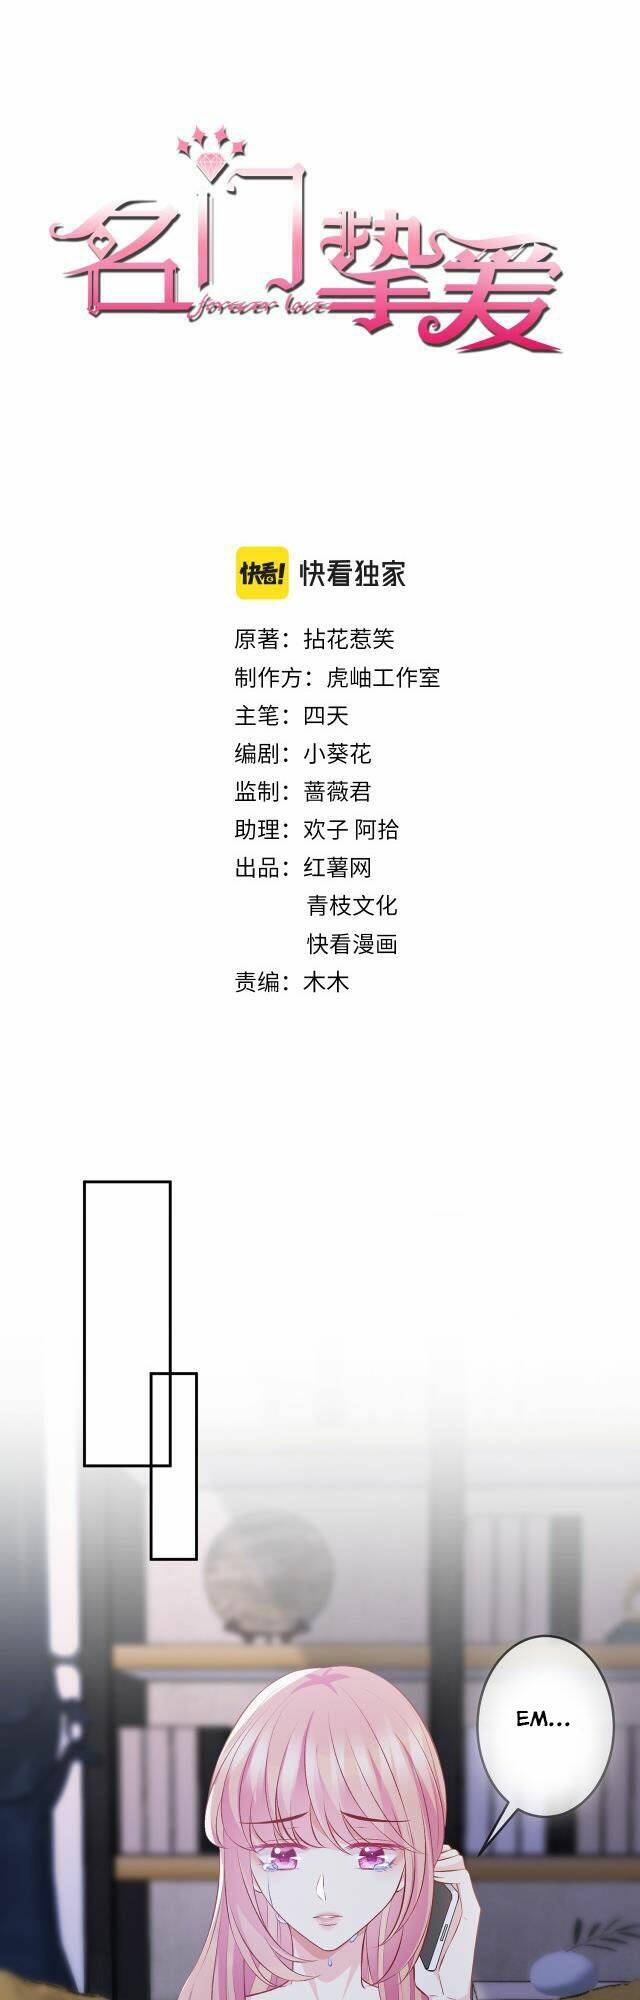 名门挚爱
forever love
快看! 快看独家
原著：拈花惹笑
制作方：虎岫工作室
主笔：四天
编剧：小葵花
监制：蔷薇君
助理：欢子 阿拾
出品：红薯网
青枝文化
快看漫画
责编：木木
EM...